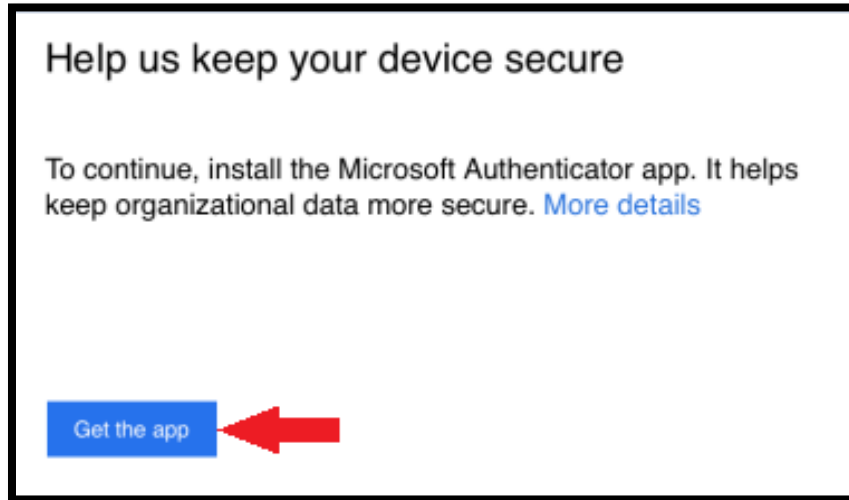 Help us keep your device secure
To continue, install the Microsoft Authenticator app. It helps
keep organizational data more secure. More details
Get the app